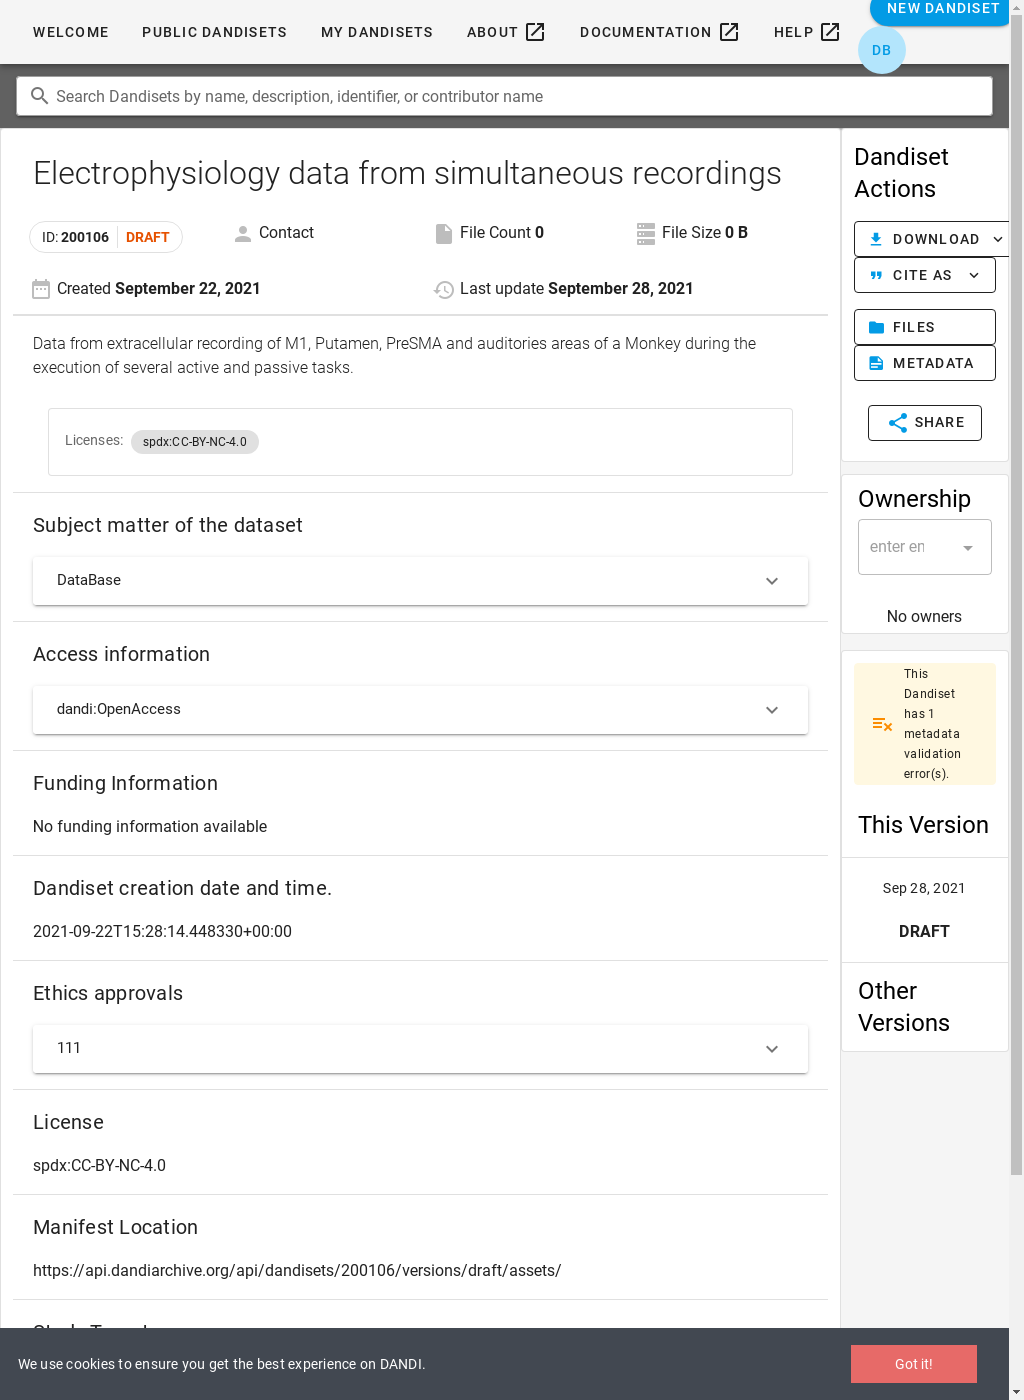 WELCOME PUBLIC DANDISETS MY DANDISETS ABOUT DOCUMENTATION HELP NEW DANDISET
DB
Search Dandisets by name, description, identifier, or contributor name
Electrophysiology data from simultaneous recordings
ID: 200106 DRAFT Contact File Count 0 File Size 0 B
Created September 22, 2021 Last update September 28, 2021
Data from extracellular recording of M1, Putamen, PreSMA and auditories areas of a Monkey during the
execution of several active and passive tasks.
Licenses: spdx:CC-BY-NC-4.0
Subject matter of the dataset
DataBase
Access information
dandi:OpenAccess
Funding Information
No funding information available
Dandiset creation date and time.
2021-09-22T15:28:14.448330+00:00
Ethics approvals
111
License
spdx:CC-BY-NC-4.0
Manifest Location
https://api.dandiarchive.org/api/dandisets/200106/versions/draft/assets/
Dandiset
Actions
DOWNLOAD
CITE AS
FILES
METADATA
SHARE
Ownership
enter en
No owners
This
Dandiset
has 1
metadata
validation
error(s).
This Version
Sep 28, 2021
DRAFT
Other
Versions
We use cookies to ensure you get the best experience on DANDI.
Got it!